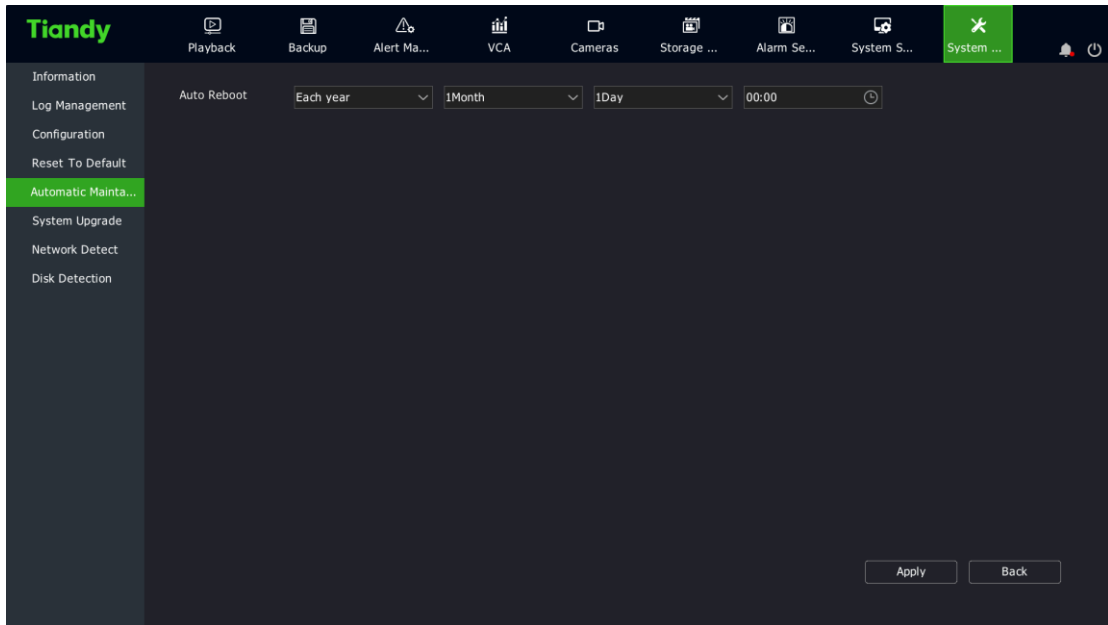 Tiandy
Playback Backup Alert Ma... VCA Cameras Storage ... Alarm Se... System S... System ...
Information
Log Management
Configuration
Reset To Default
Automatic Mainta...
System Upgrade
Network Detect
Disk Detection
Auto Reboot Each year 1Month 1Day 00:00
Apply Back